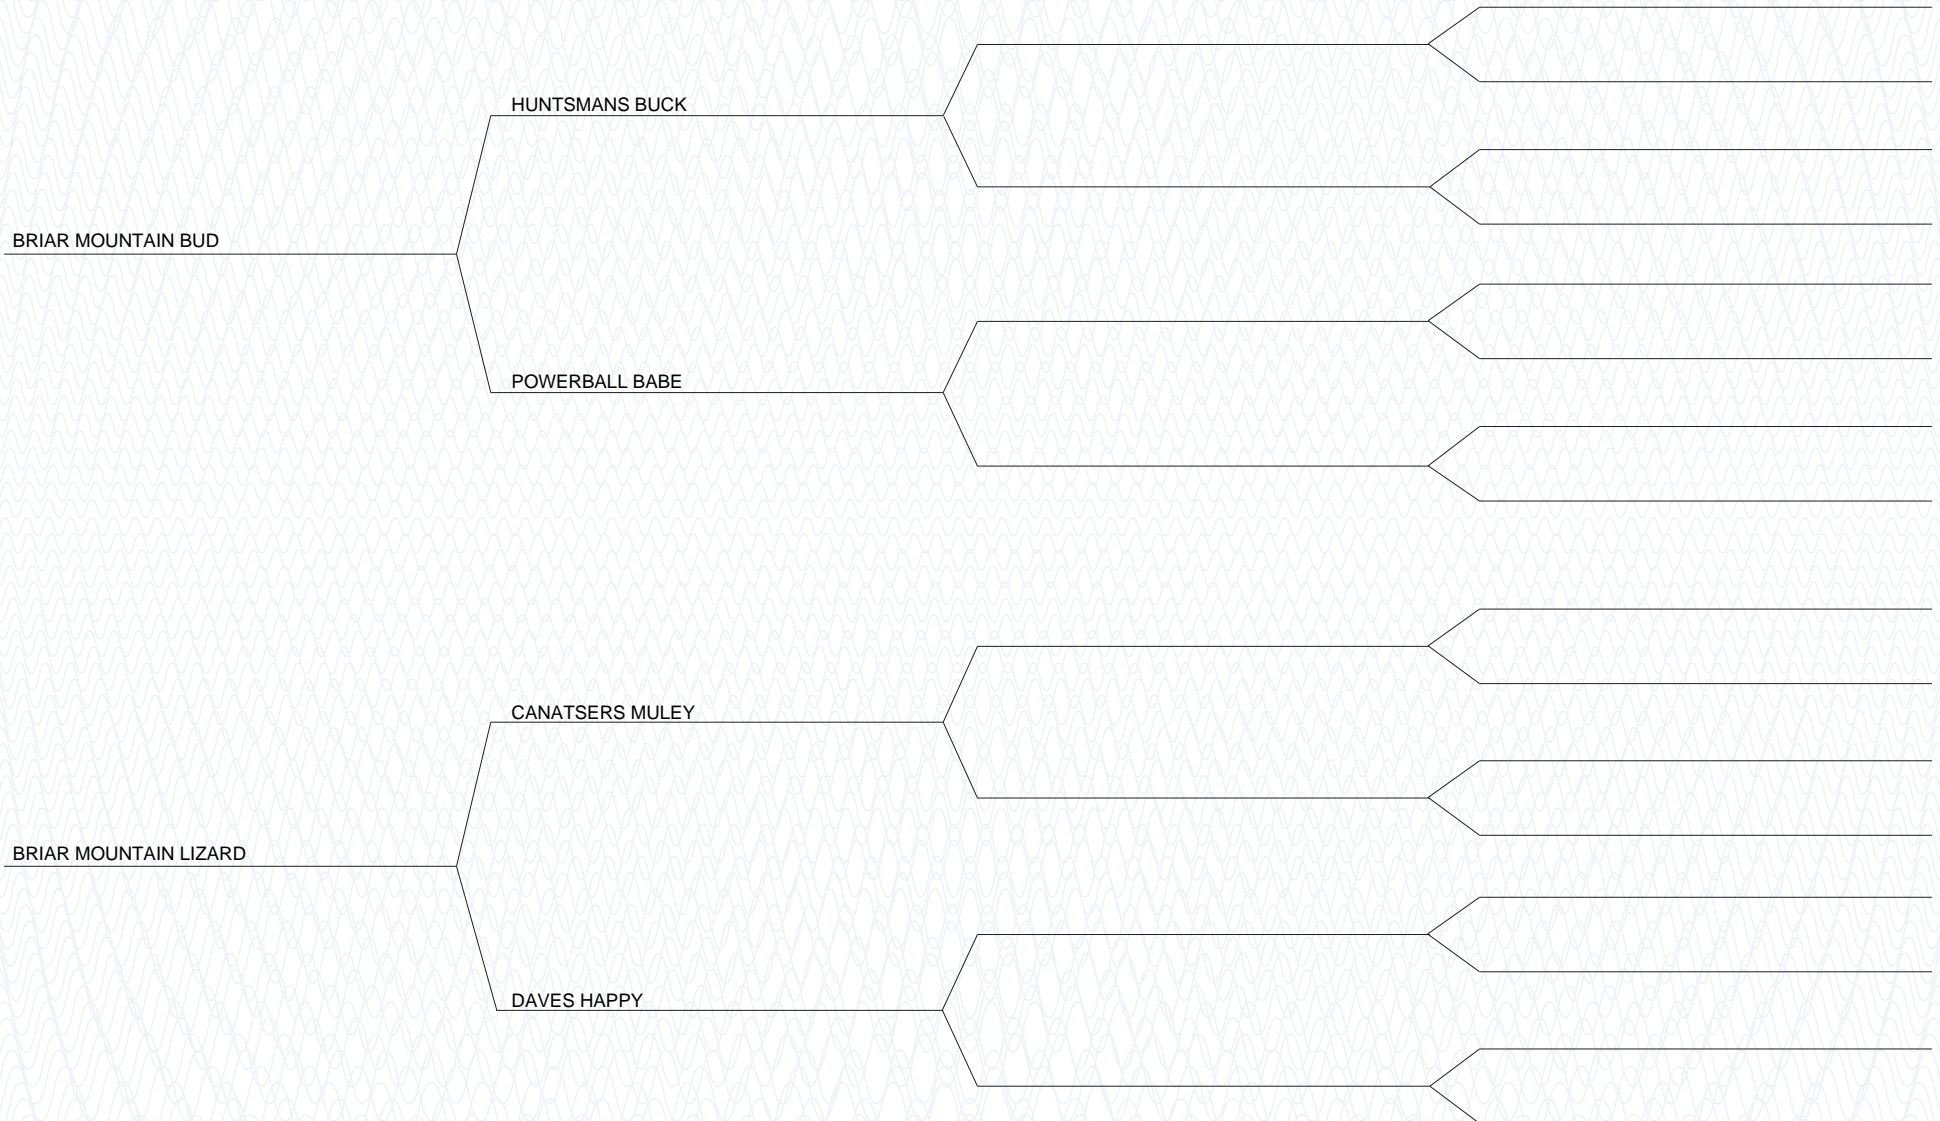 HUNTSMANS BUCK
BRIAR MOUNTAIN BUD
POWERBALL BABE
CANATSERS MULEY
BRIAR MOUNTAIN LIZARD
DAVES HAPPY